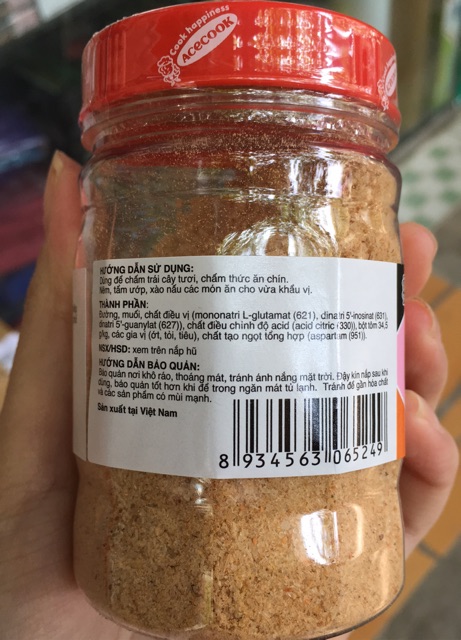 Cook happiness
ACECOOK
HƯỚNG DẪN SỬ DỤNG:
Dùng để chấm trái cây tươi, chấm thức ăn chín.
Nêm, tẩm ướp, xào nấu các món ăn cho vừa khẩu vị.
THÀNH PHẦN:
Đường, muối, chất điều vị (mononatri L-glutamat (621), dinatri 5'-inosinat (631),
dinatri 5'-guanylat (627)), chất điều chỉnh độ acid (acid citric (330)), bột tôm 34,5
g/kg, các gia vị (ớt, tỏi, tiêu), chất tạo ngọt tổng hợp (aspartam (951)).
NSX/HSD: xem trên nắp hũ
HƯỚNG DẪN BẢO QUẢN:
Bảo quản nơi khô ráo, thoáng mát, tránh ánh nắng mặt trời. Đậy kín nắp sau khi
dùng, bảo quản tốt hơn khi để trong ngăn mát tủ lạnh. Tránh để gần hóa chất
và các sản phẩm có mùi mạnh.
Sản xuất tại Việt Nam
8 934563 065249